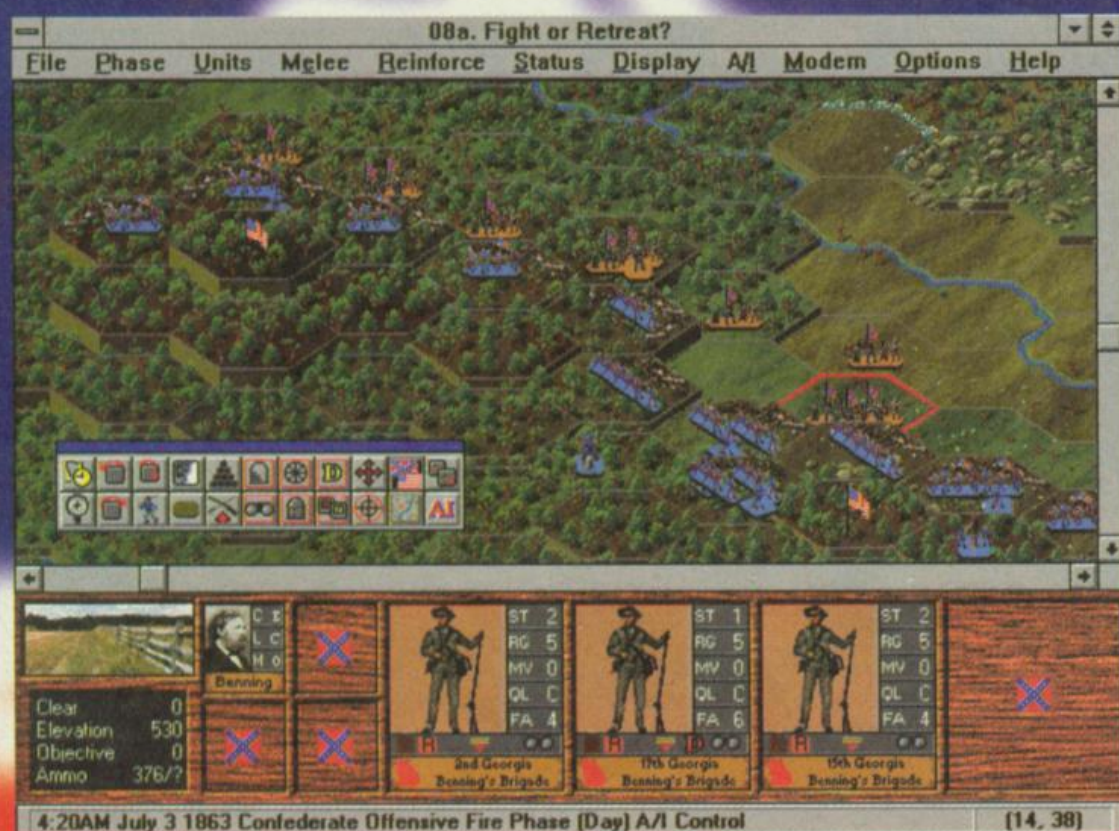 08a. Fight or Retreat?
File Phase Units Melee Reinforce Status Display A/I Modem Options Help
D
AI
C E
L C
M O
Benning
Clear 0
Elevation 530
Objective 0
Ammo 376/?
ST 2
RG 5
MV 0
QL C
FA 4
R
2nd Georgia
Benning's Brigade
ST 1
RG 5
MV 0
QL C
FA 6
R D
17th Georgia
Benning's Brigade
ST 2
RG 5
MV 0
QL C
FA 4
R
15th Georgia
Benning's Brigade
4:20AM July 3 1863 Confederate Offensive Fire Phase (Day) A/I Control (14, 38)